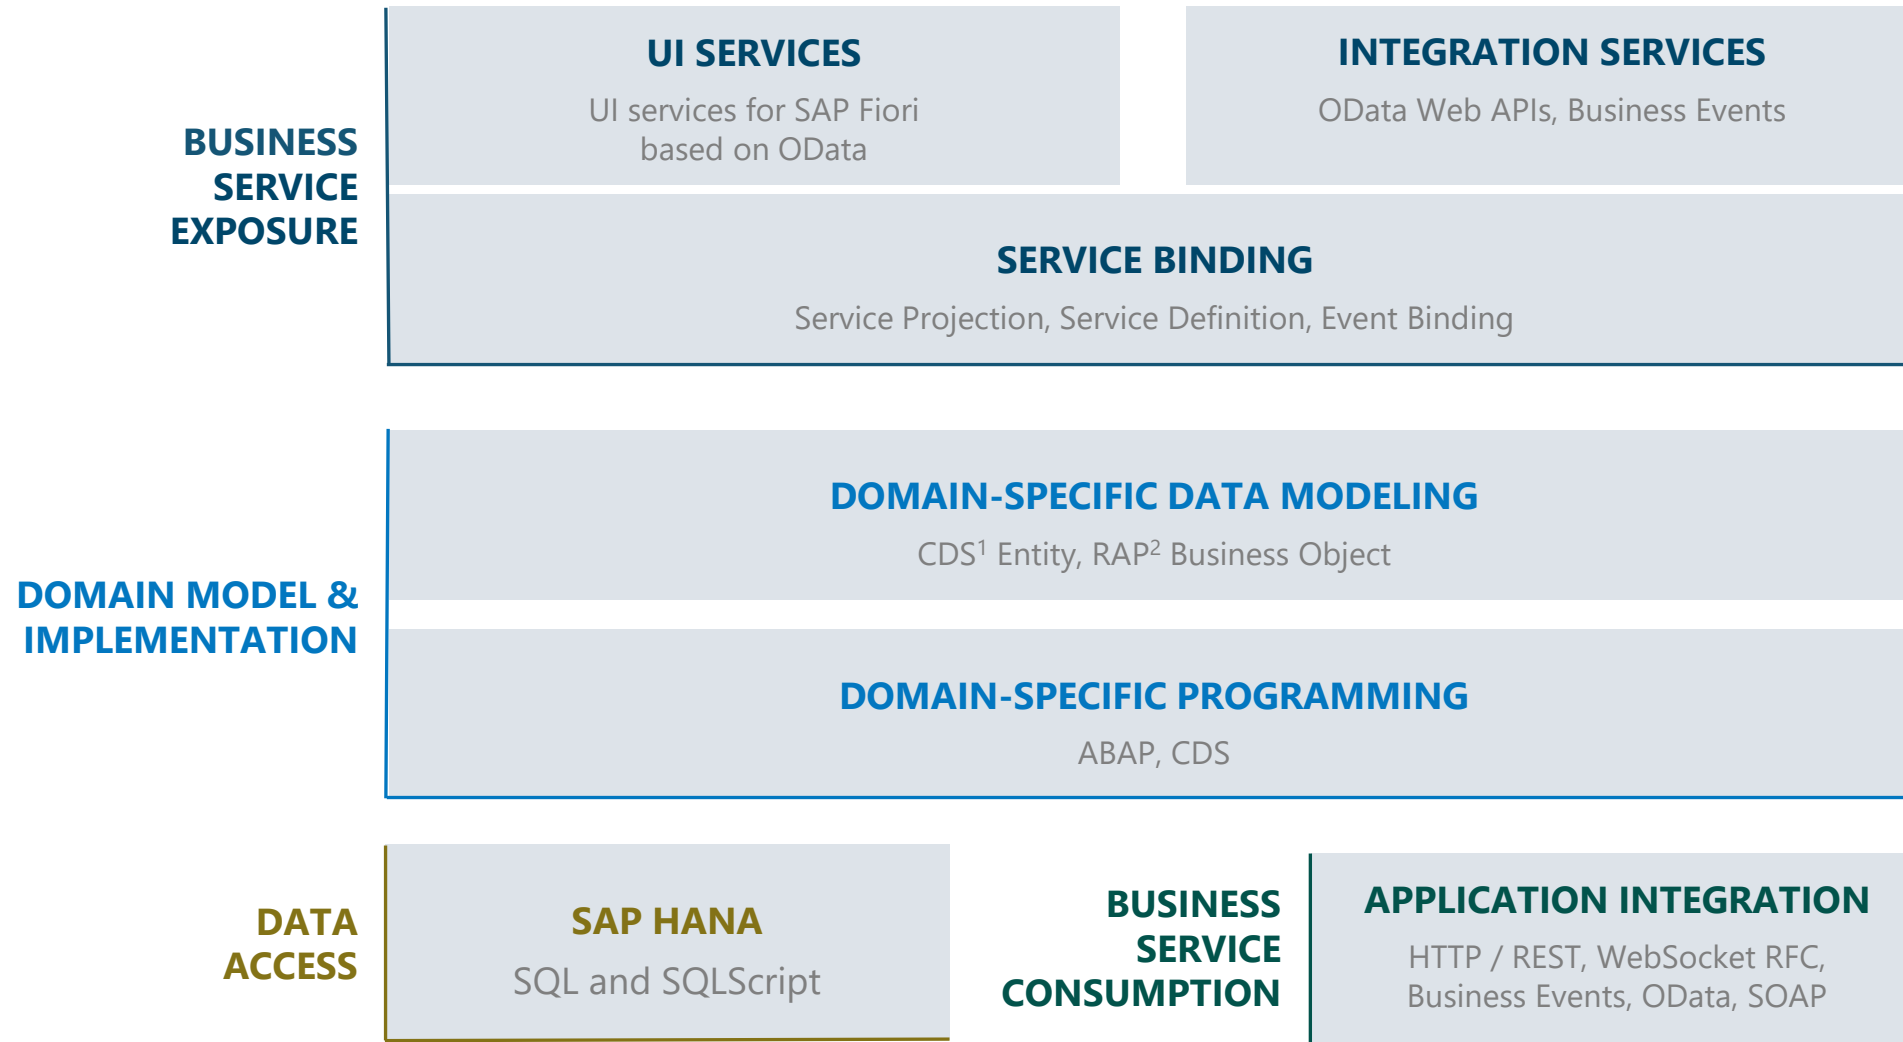 BUSINESS
SERVICE
EXPOSURE
UI SERVICES
UI services for SAP Fiori
based on OData
INTEGRATION SERVICES
OData Web APIs, Business Events
SERVICE BINDING
Service Projection, Service Definition, Event Binding
DOMAIN MODEL &
IMPLEMENTATION
DOMAIN-SPECIFIC DATA MODELING
CDS¹ Entity, RAP² Business Object
DOMAIN-SPECIFIC PROGRAMMING
ABAP, CDS
DATA
ACCESS
SAP HANA
SQL and SQLScript
BUSINESS
SERVICE
CONSUMPTION
APPLICATION INTEGRATION
HTTP / REST, WebSocket RFC,
Business Events, OData, SOAP